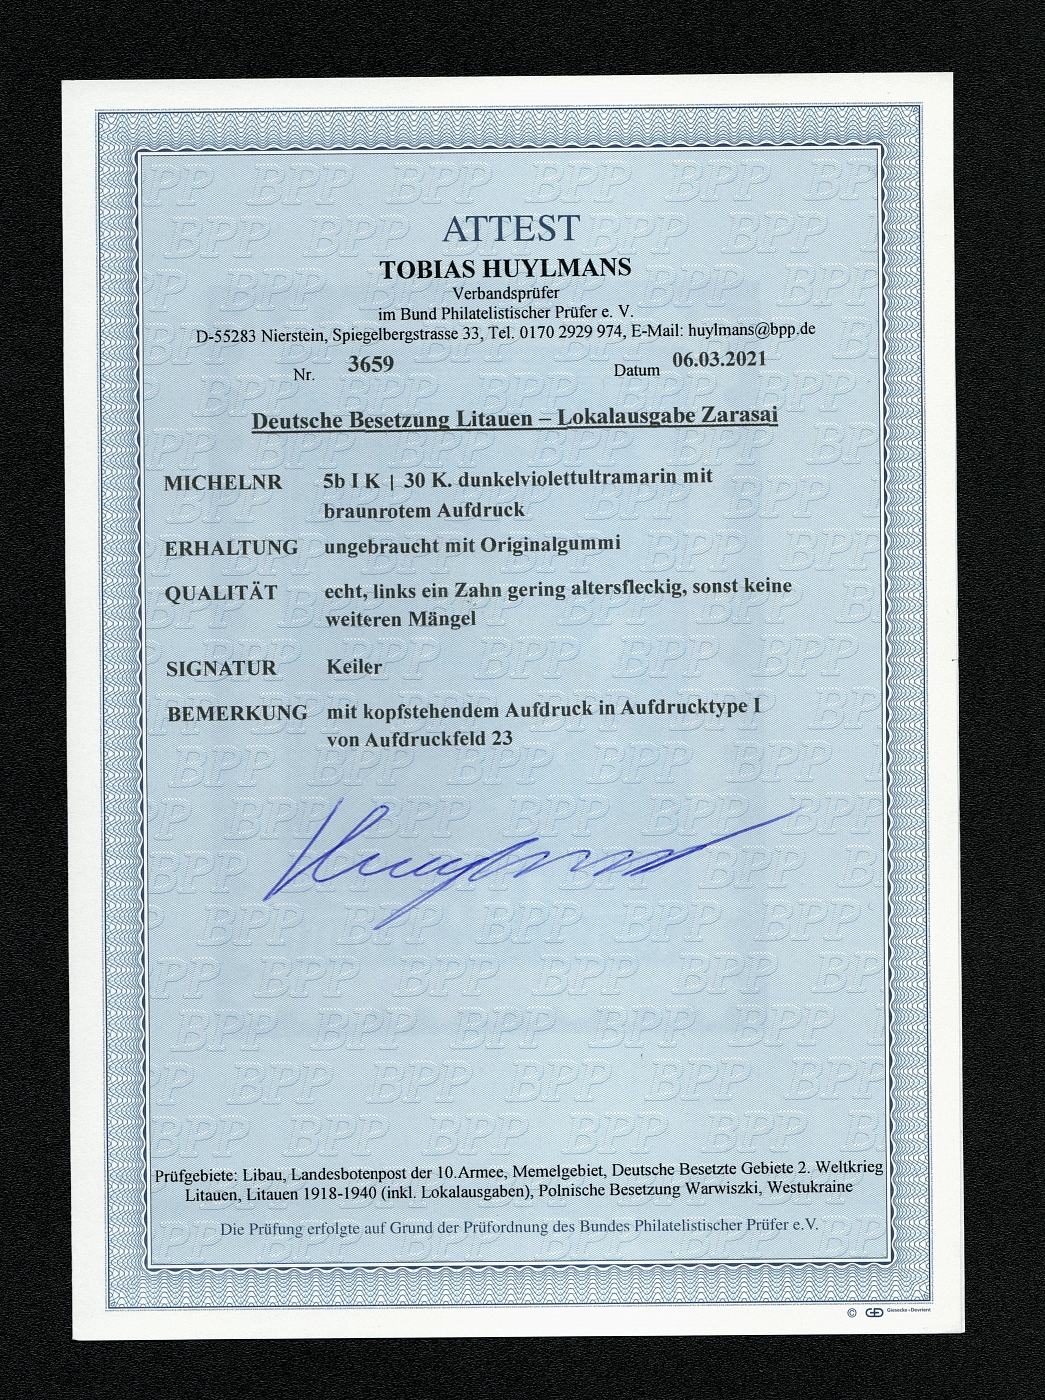 ATTEST
TOBIAS HUYLMANS
Verbandsprüfer
im Bund Philatelistischer Prüfer e. V.
D-55283 Nierstein, Spiegelbergstrasse 33, Tel. 0170 2929 974, E-Mail: huylmans@bpp.de
Nr. 3659 Datum 06.03.2021
Deutsche Besetzung Litauen – Lokalausgabe Zarasai
MICHELNR 5b I K | 30 K. dunkelviolettultramarin mit
braunrotem Aufdruck
ERHALTUNG ungebraucht mit Originalgummi
QUALITÄT echt, links ein Zahn gering altersfleckig, sonst keine
weiteren Mängel
SIGNATUR Keiler
BEMERKUNG mit kopfstehendem Aufdruck in Aufdrucktype I
von Aufdruckfeld 23
Huylmans
Prüfgebiete: Libau, Landesbotenpost der 10.Armee, Memelgebiet, Deutsche Besetzte Gebiete 2. Weltkrieg
Litauen, Litauen 1918-1940 (inkl. Lokalausgaben), Polnische Besetzung Warwiszki, Westukraine
Die Prüfung erfolgte auf Grund der Prüfordnung des Bundes Philatelistischer Prüfer e.V.
© Giesecke+Devrient